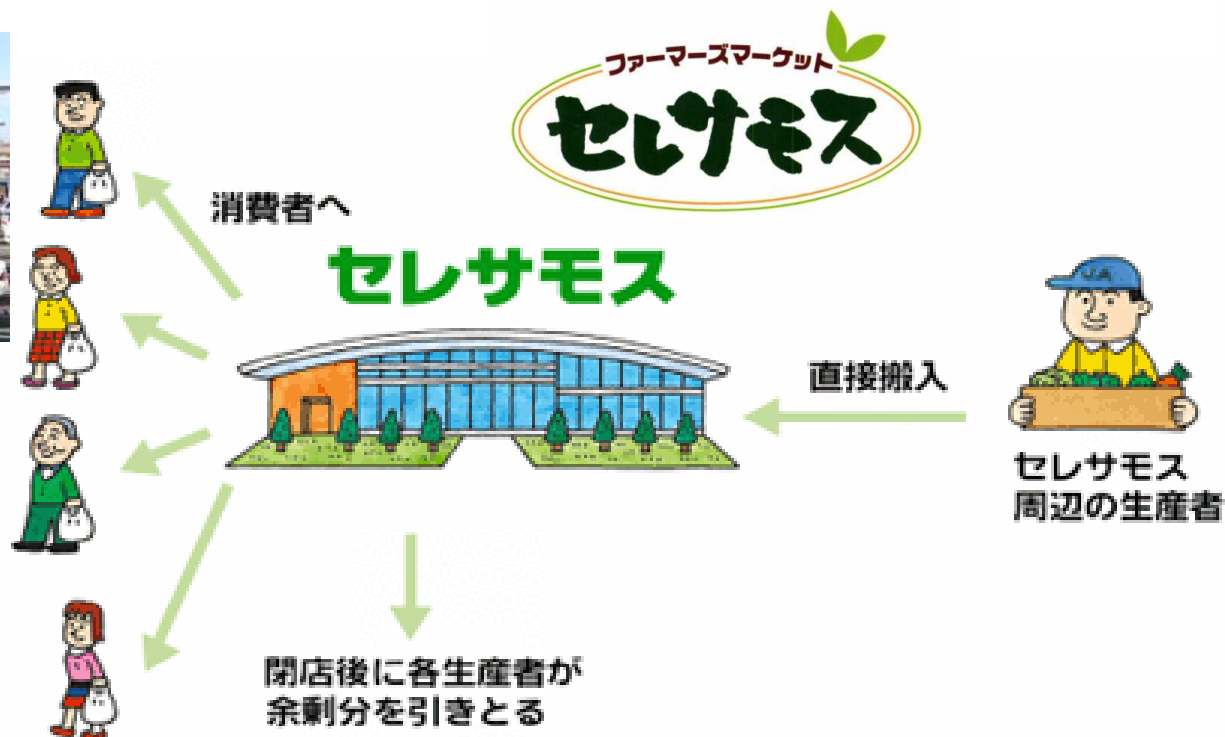 ファーマーズマーケット
セレサモス
消費者へ
セレサモス
直接搬入
JA
セレサモス
周辺の生産者
閉店後に各生産者が
余剰分を引きとる